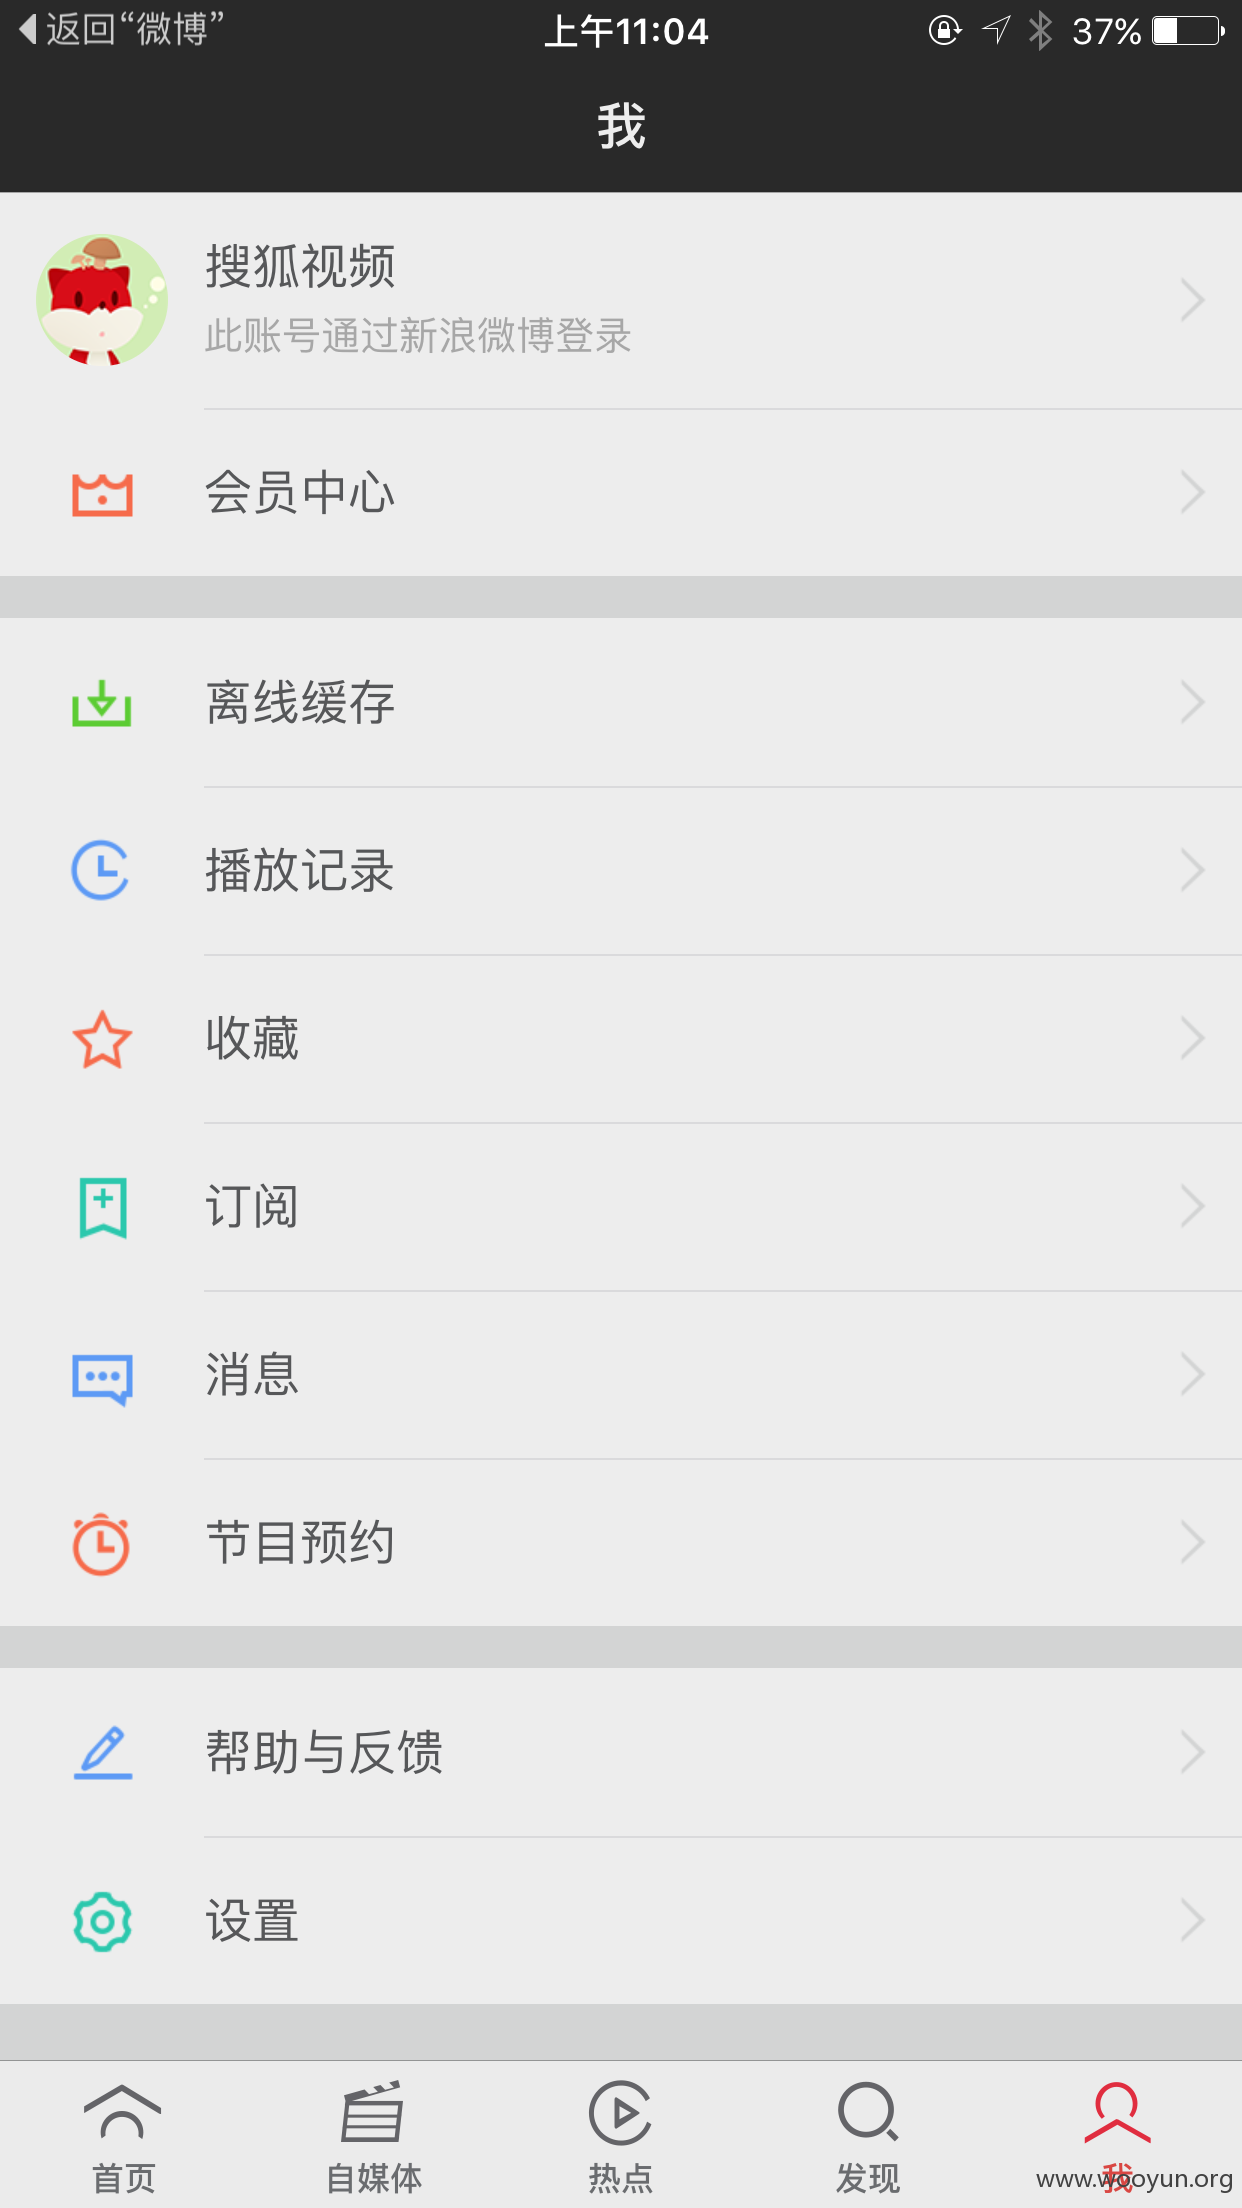 返回“微博”
上午11:04
37%
我
搜狐视频
此账号通过新浪微博登录
会员中心
离线缓存
播放记录
收藏
订阅
消息
节目预约
帮助与反馈
设置
首页
自媒体
热点
发现
我
www.wooyun.org